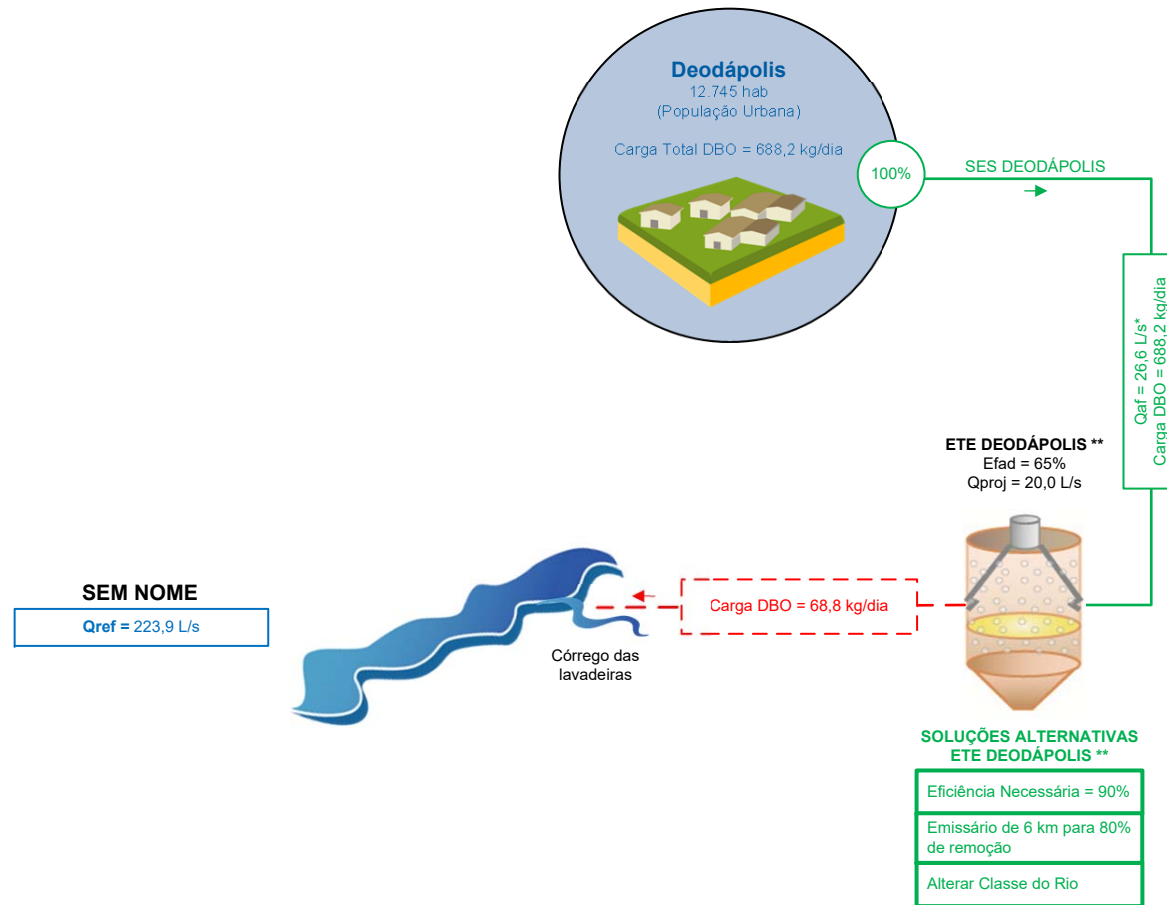 Deodápolis
12.745 hab
(População Urbana)
Carga Total DBO = 688,2 kg/dia
100%
SES DEODÁPOLIS
Qaf = 26,6 L/s*
Carga DBO = 688,2 kg/dia
ETE DEODÁPOLIS **
Efad = 65%
Qproj = 20,0 L/s
SEM NOME
Qref = 223,9 L/s
Carga DBO = 68,8 kg/dia
Córrego das
lavadeiras
SOLUÇÕES ALTERNATIVAS
ETE DEODÁPOLIS **
Eficiência Necessária = 90%
Emissário de 6 km para 80%
de remoção
Alterar Classe do Rio